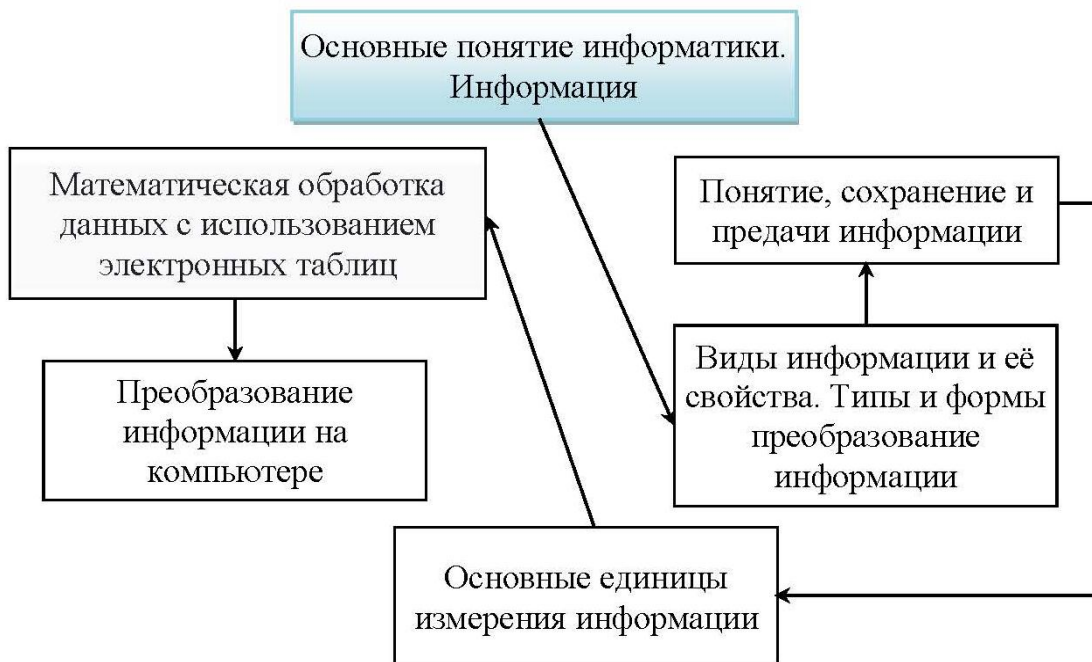 Основные понятие информатики.
Информация
Математическая обработка
данных с использованием
электронных таблиц
Понятие, сохранение и
предачи информации
Преобразование
информации на
компьютере
Виды информации и её
свойства. Типы и формы
преобразование
информации
Основные единицы
измерения информации